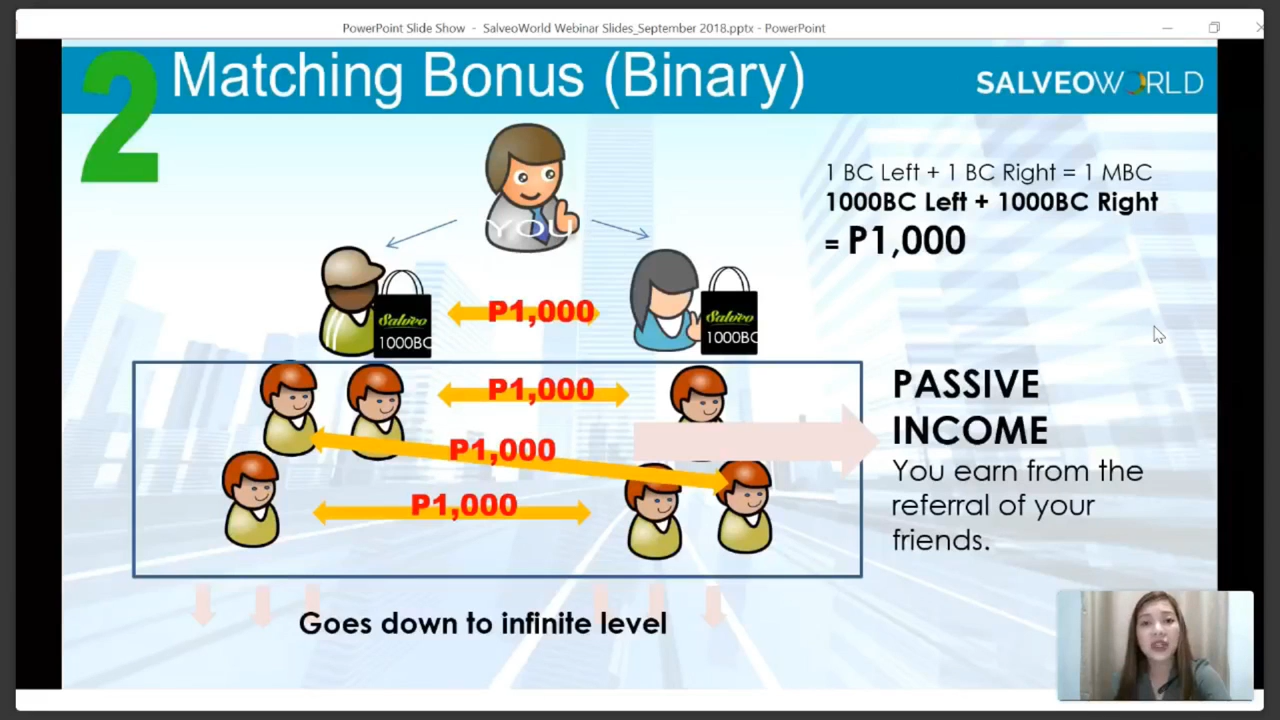 PowerPoint Slide Show - SalveoWorld Webinar Slides_September 2018.pptx - PowerPoint
2 Matching Bonus (Binary)
SALVEOWORLD
1 BC Left + 1 BC Right = 1 MBC
1000BC Left + 1000BC Right
= P1,000
YOU
P1,000
Salveo
1000BC
Salveo
1000BC
P1,000
P1,000
P1,000
PASSIVE
INCOME
You earn from the
referral of your
friends.
Goes down to infinite level